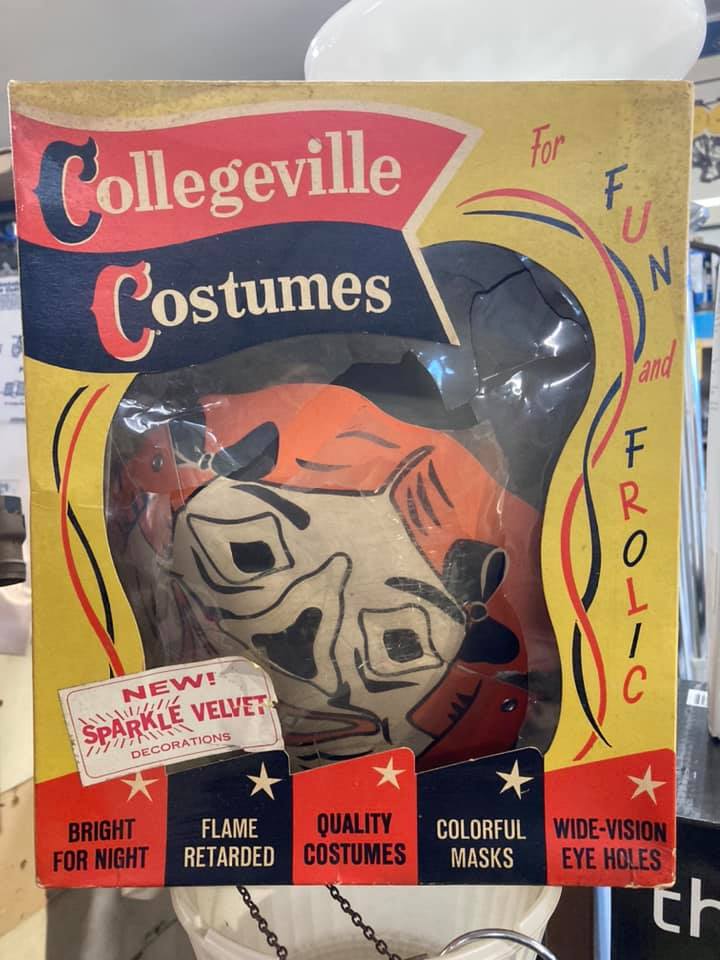 Collegeville
Costumes
For
FUN
and
FROLIC
NEW!
SPARKLE VELVET
DECORATIONS
BRIGHT
FOR NIGHT
FLAME
RETARDED
QUALITY
COSTUMES
COLORFUL
MASKS
WIDE-VISION
EYE HOLES
th